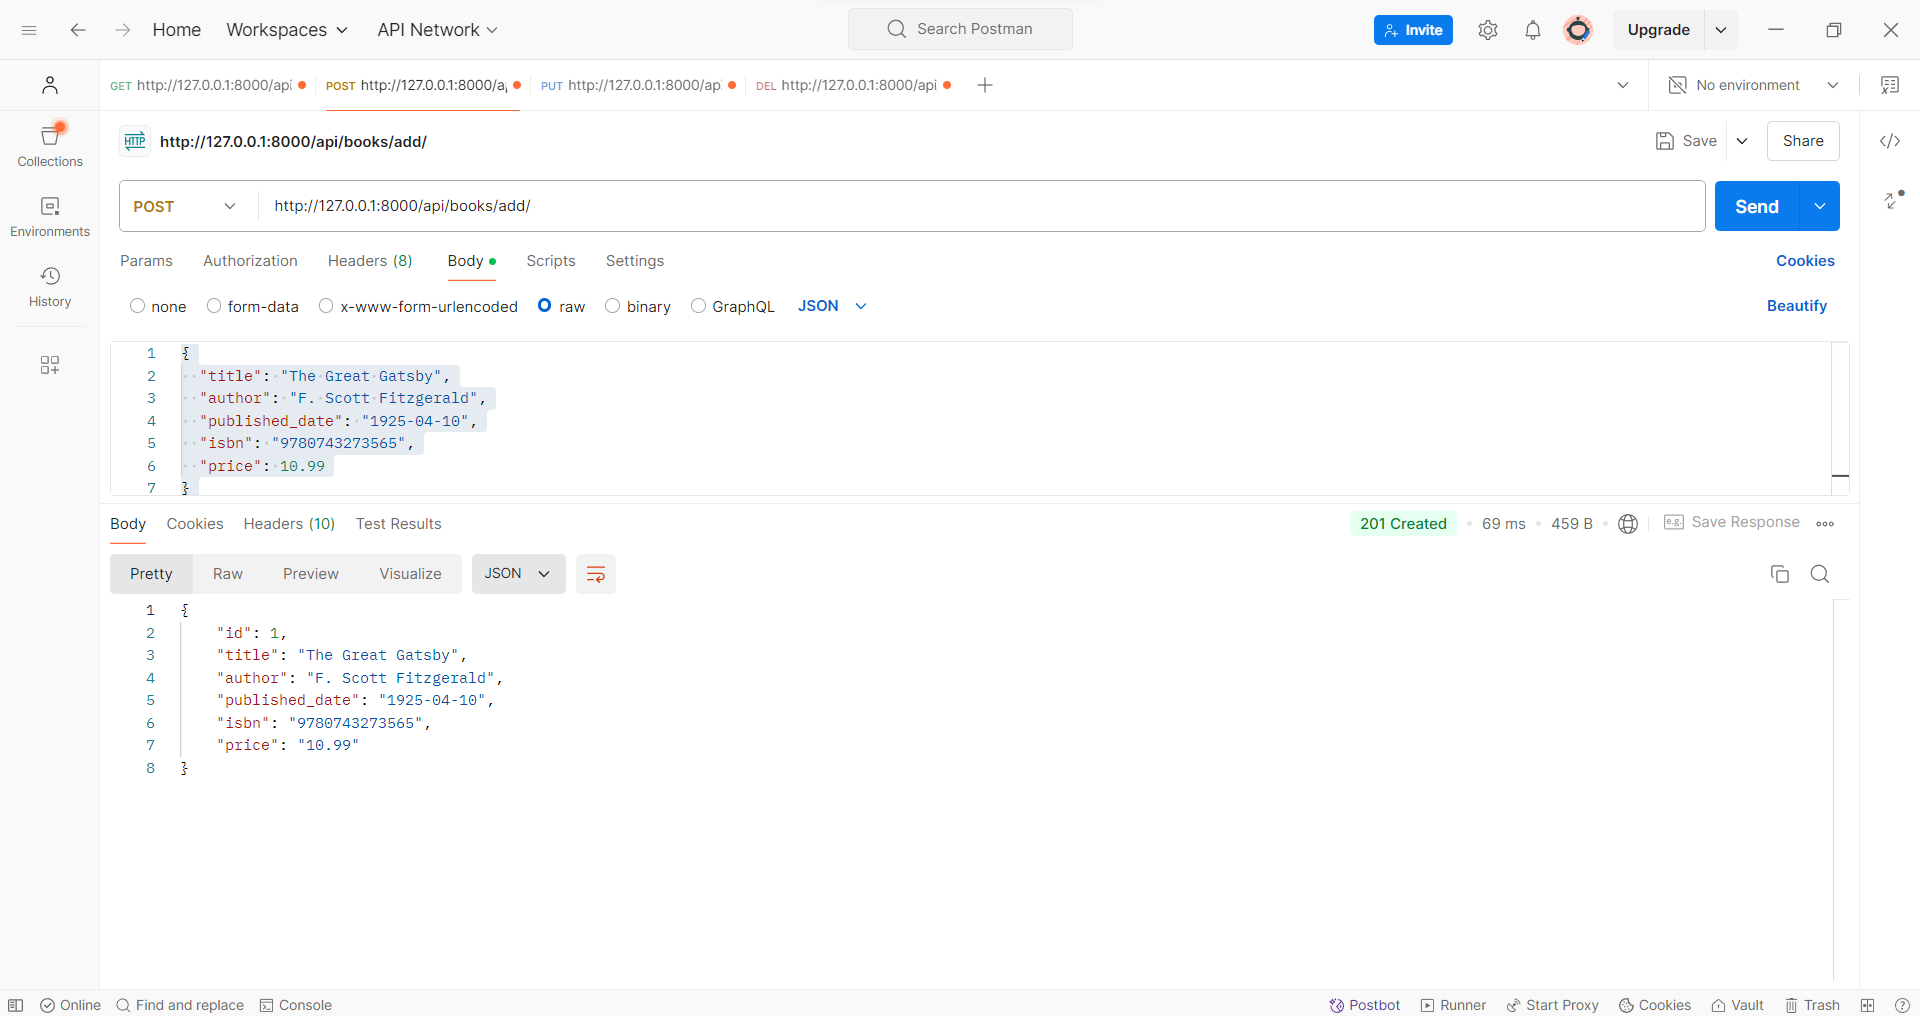 Home Workspaces API Network Search Postman Invite Upgrade
GET http://127.0.0.1:8000/api POST http://127.0.0.1:8000/a PUT http://127.0.0.1:8000/ap DEL http://127.0.0.1:8000/api No environment
HTTP http://127.0.0.1:8000/api/books/add/ Save Share
Collections
Environments
History
POST http://127.0.0.1:8000/api/books/add/ Send
Params Authorization Headers (8) Body Scripts Settings Cookies
none form-data x-www-form-urlencoded raw binary GraphQL JSON Beautify
1 {
2 "title": "The Great Gatsby",
3 "author": "F. Scott Fitzgerald",
4 "published_date": "1925-04-10",
5 "isbn": "9780743273565",
6 "price": 10.99
7 }
Body Cookies Headers (10) Test Results 201 Created 69 ms 459 B e.g. Save Response
Pretty Raw Preview Visualize JSON
1 {
2 "id": 1,
3 "title": "The Great Gatsby",
4 "author": "F. Scott Fitzgerald",
5 "published_date": "1925-04-10",
6 "isbn": "9780743273565",
7 "price": "10.99"
8 }
Online Find and replace Console Postbot Runner Start Proxy Cookies Vault Trash